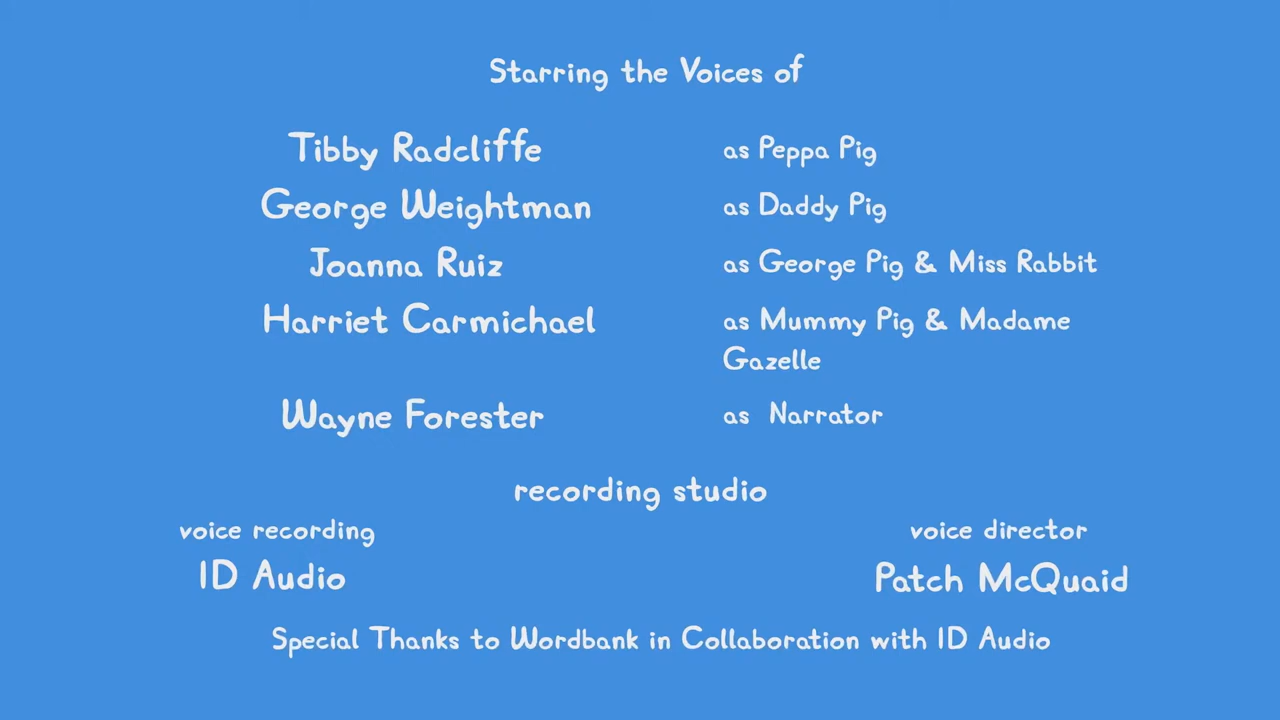 Starring the Voices of
Tibby Radcliffe as Peppa Pig
George Weightman as Daddy Pig
Joanna Ruiz as George Pig & Miss Rabbit
Harriet Carmichael as Mummy Pig & Madame
Gazelle
Wayne Forester as Narrator
recording studio
voice recording voice director
ID Audio Patch McQuaid
Special Thanks to Wordbank in Collaboration with ID Audio